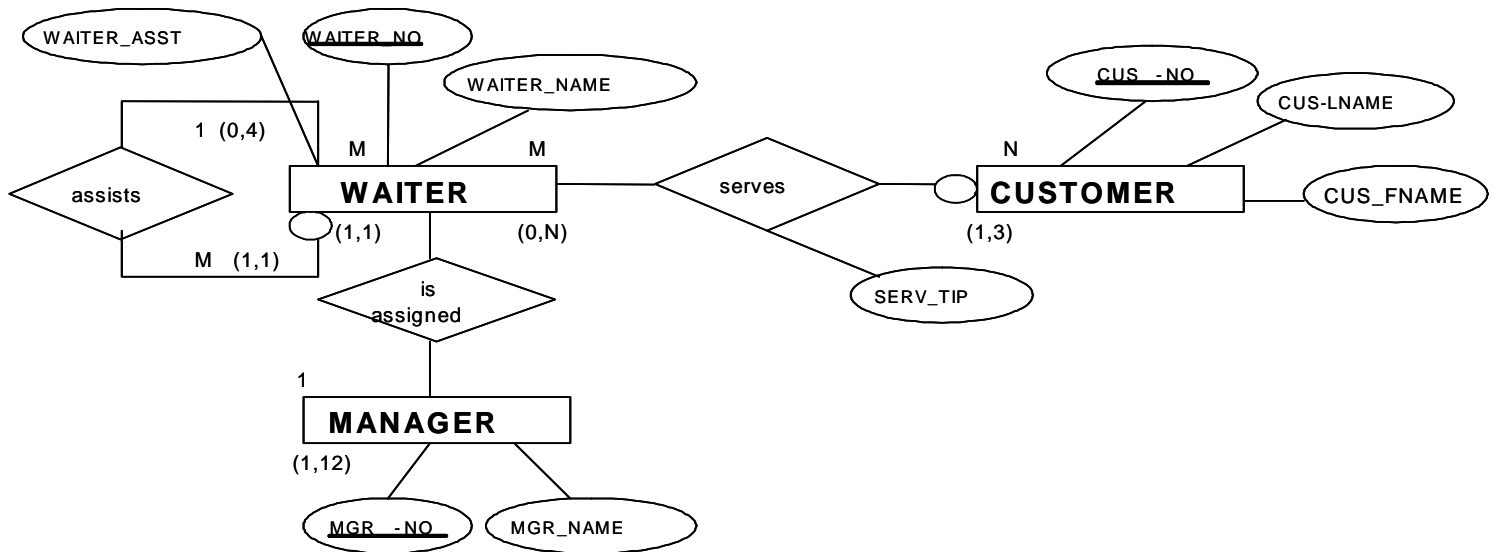 WAITER_ASST
WAITER_NO
WAITER_NAME
CUS -NO
CUS-LNAME
1 (0,4)
M
M
N
assists
WAITER
serves
CUSTOMER
CUS_FNAME
(1,1)
(0,N)
(1,3)
M (1,1)
is
assigned
SERV_TIP
1
MANAGER
(1,12)
MGR -NO
MGR_NAME